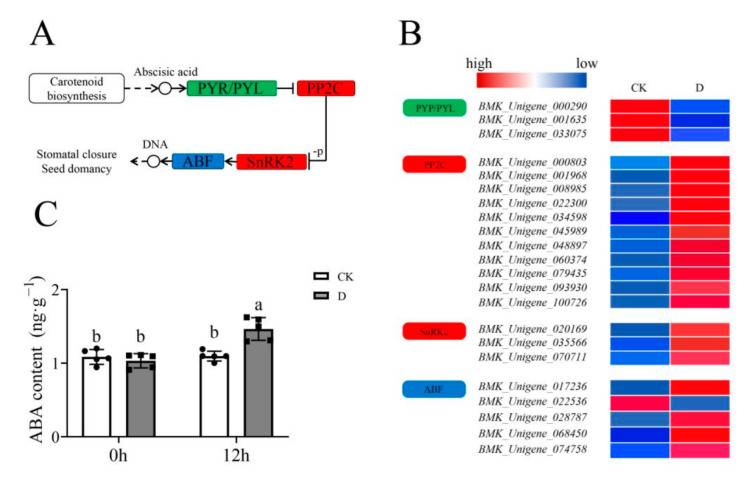 A
Carotenoid
biosynthesis
Abscisic acid
PYR/PYL
PP2C
-p
DNA
Stomatal closure
Seed domancy
ABF
SnRK2
B
high low
CK D
PYP/PYL
BMK_Unigene_000290
BMK_Unigene_001635
BMK_Unigene_033075
PP2C
BMK_Unigene_000803
BMK_Unigene_001968
BMK_Unigene_008985
BMK_Unigene_022300
BMK_Unigene_034598
BMK_Unigene_045989
BMK_Unigene_048897
BMK_Unigene_060374
BMK_Unigene_079435
BMK_Unigene_093930
BMK_Unigene_100726
SnRK2
BMK_Unigene_020169
BMK_Unigene_035566
BMK_Unigene_070711
ABF
BMK_Unigene_017236
BMK_Unigene_022536
BMK_Unigene_028787
BMK_Unigene_068450
BMK_Unigene_074758
C
CK
D
ABA content (ng·g⁻¹)
2
1
0
b b b a
0h 12h